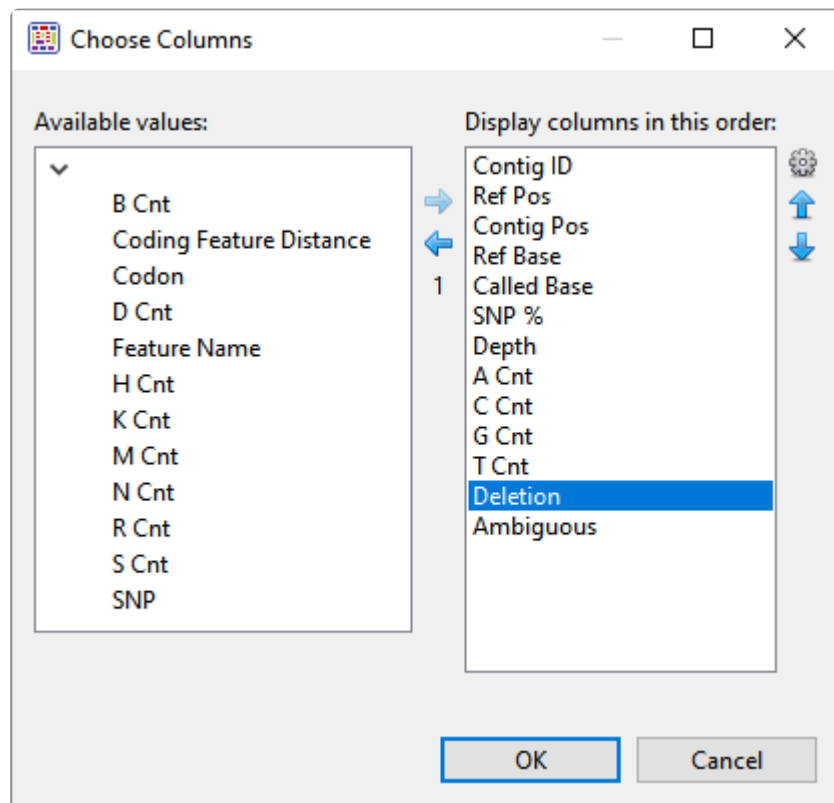 Choose Columns
Available values:
B Cnt
Coding Feature Distance
Codon
D Cnt
Feature Name
H Cnt
K Cnt
M Cnt
N Cnt
R Cnt
S Cnt
SNP
1
Display columns in this order:
Contig ID
Ref Pos
Contig Pos
Ref Base
Called Base
SNP %
Depth
A Cnt
C Cnt
G Cnt
T Cnt
Deletion
Ambiguous
OK
Cancel